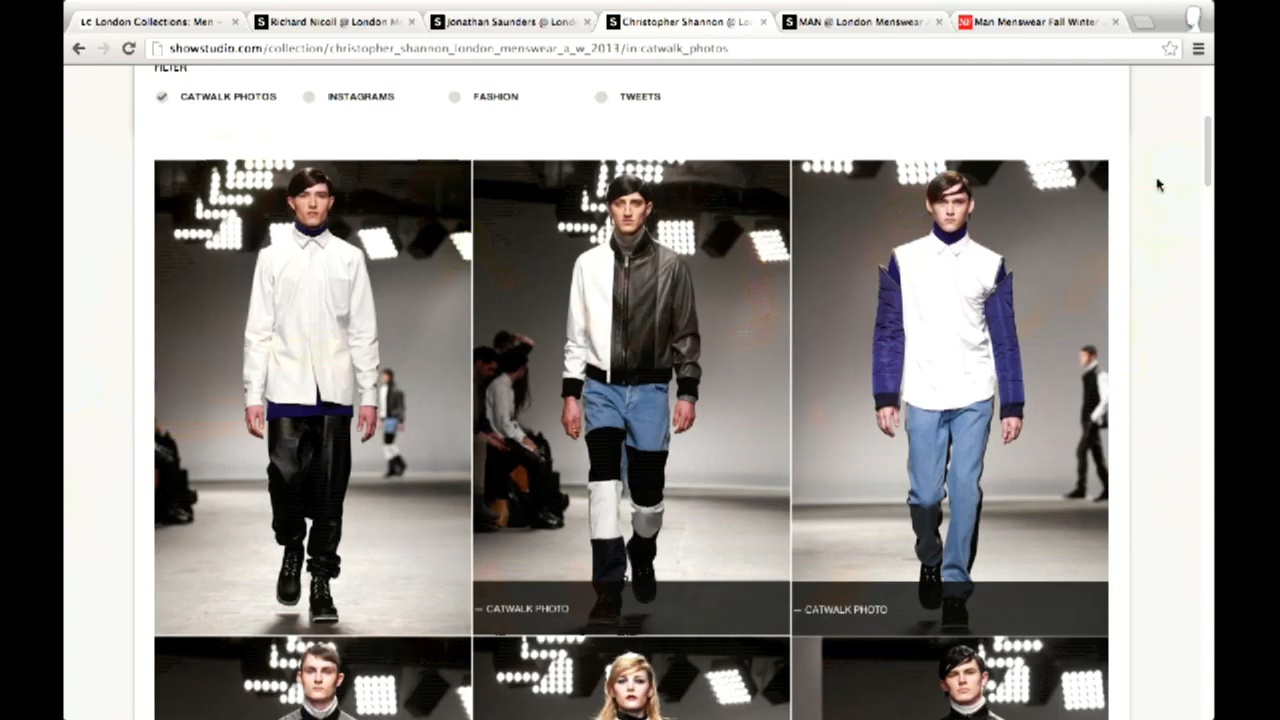 LC London Collections: Men –
Richard Nicoll @ London M
Jonathan Saunders @ Lond
Christopher Shannon @ Lo
MAN @ London Menswear
Man Menswear Fall Winter
showstudio.com/collection/christopher_shannon_london_menswear_a_w_2013/in:catwalk_photos
FILTER
CATWALK PHOTOS
INSTAGRAMS
FASHION
TWEETS
— CATWALK PHOTO
— CATWALK PHOTO